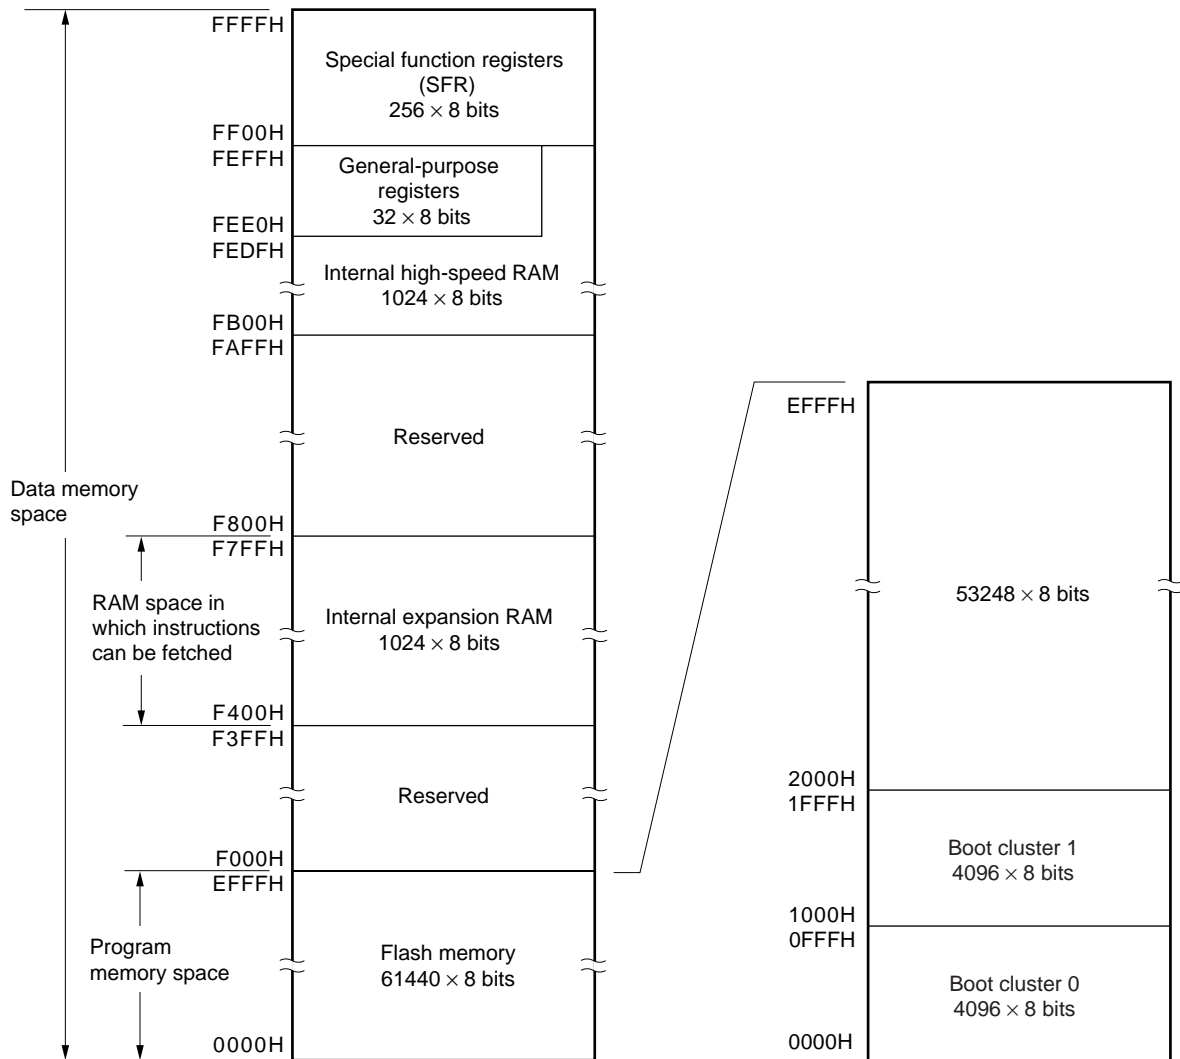 FFFFH
Special function registers
(SFR)
256 × 8 bits
FF00H
FEFFH
General-purpose
registers
32 × 8 bits
FEE0H
FEDFH
Internal high-speed RAM
1024 × 8 bits
FB00H
FAFFH
Reserved
Data memory
space
F800H
F7FFH
RAM space in
which instructions
can be fetched
Internal expansion RAM
1024 × 8 bits
F400H
F3FFH
Reserved
F000H
EFFFH
Program
memory space
Flash memory
61440 × 8 bits
0000H
EFFFH
53248 × 8 bits
2000H
1FFFH
Boot cluster 1
4096 × 8 bits
1000H
0FFFH
Boot cluster 0
4096 × 8 bits
0000H